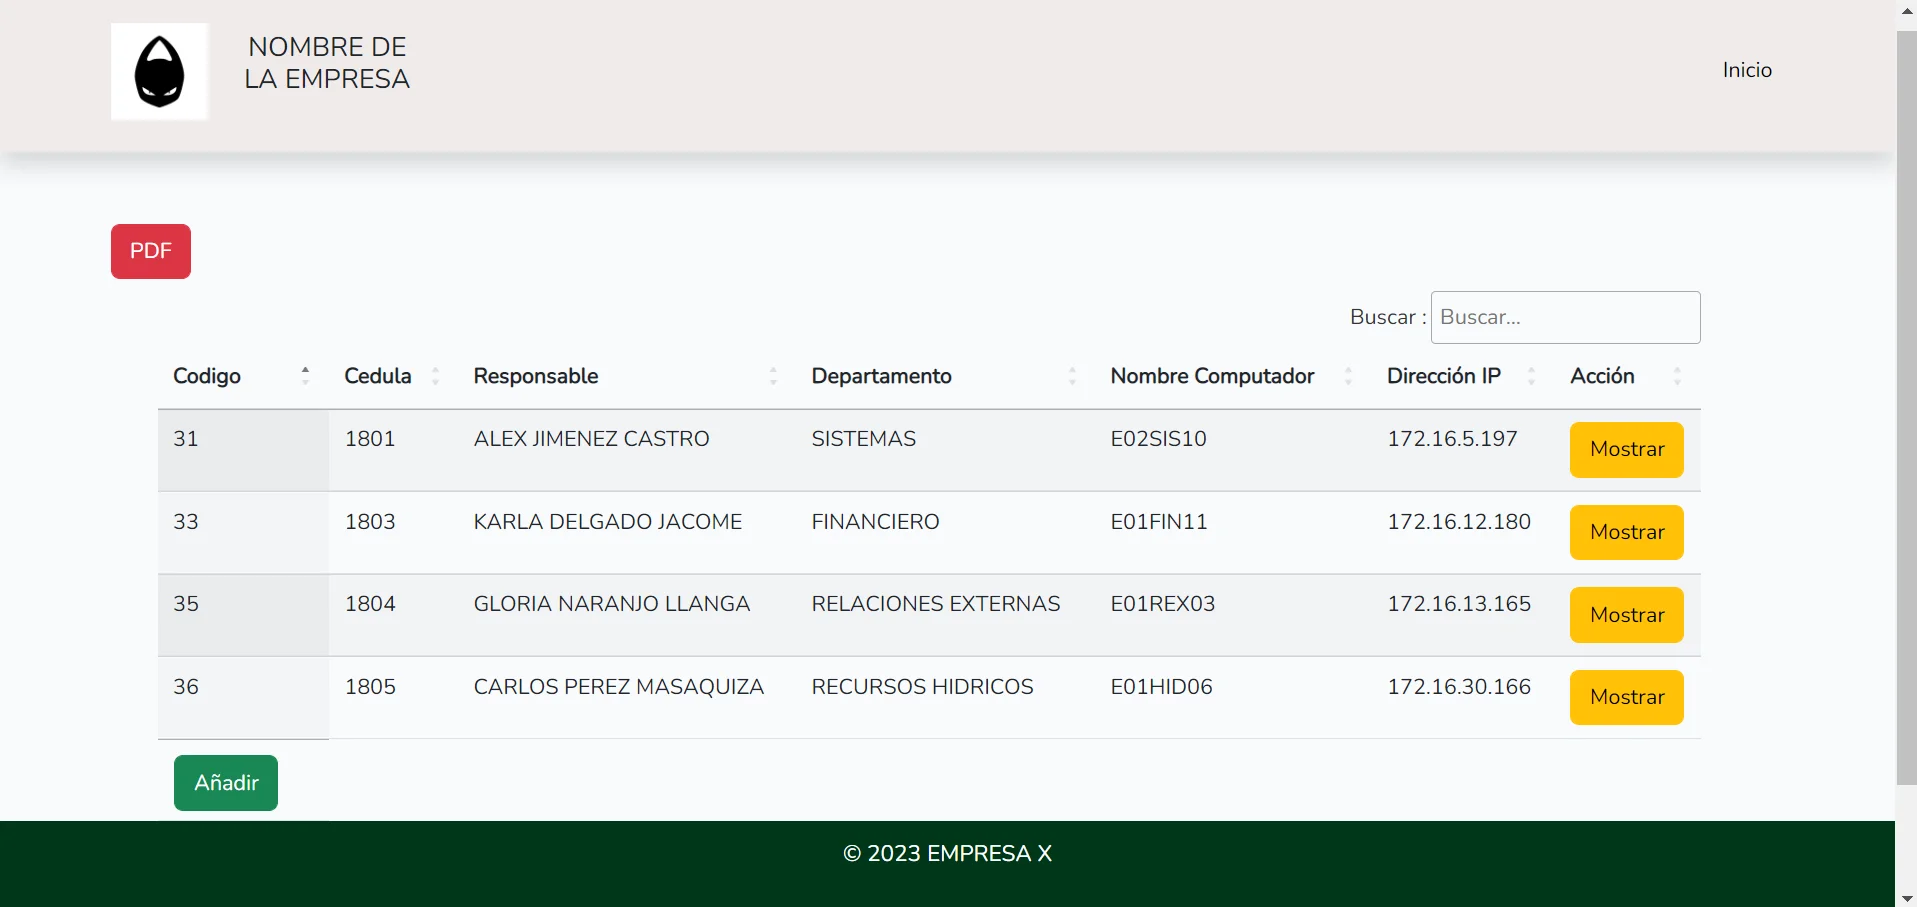 NOMBRE DE
LA EMPRESA
Inicio
PDF
Buscar : Buscar...
Codigo Cedula Responsable Departamento Nombre Computador Dirección IP Acción
31 1801 ALEX JIMENEZ CASTRO SISTEMAS E02SIS10 172.16.5.197 Mostrar
33 1803 KARLA DELGADO JACOME FINANCIERO E01FIN11 172.16.12.180 Mostrar
35 1804 GLORIA NARANJO LLANGA RELACIONES EXTERNAS E01REX03 172.16.13.165 Mostrar
36 1805 CARLOS PEREZ MASAQUIZA RECURSOS HIDRICOS E01HID06 172.16.30.166 Mostrar
Añadir
© 2023 EMPRESA X